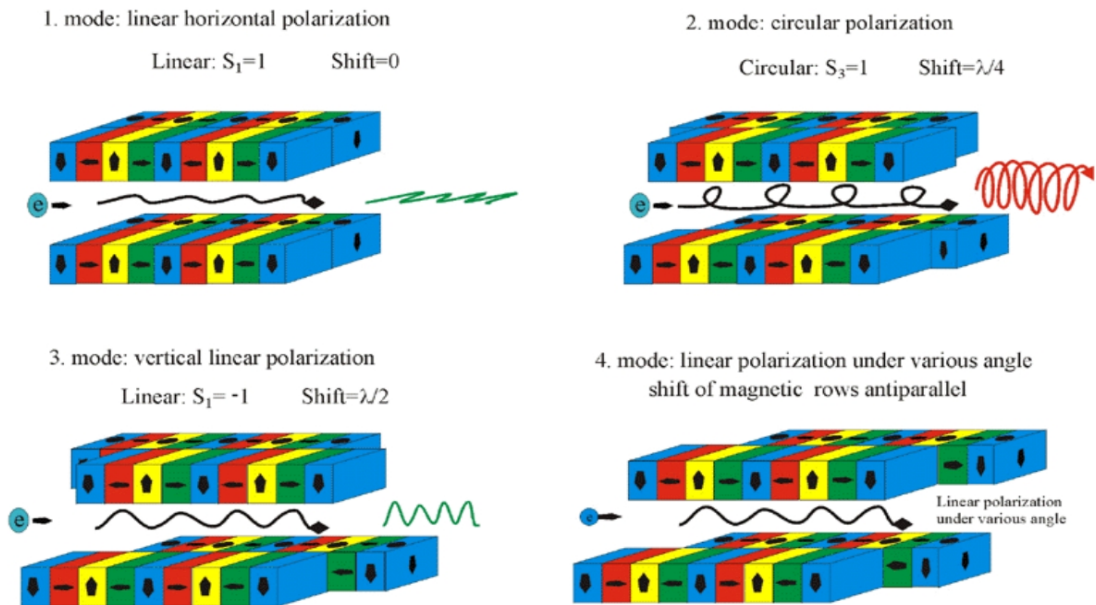 1. mode: linear horizontal polarization
Linear: S₁=1 Shift=0
e
2. mode: circular polarization
Circular: S₃=1 Shift=λ/4
e
3. mode: vertical linear polarization
Linear: S₁= -1 Shift=λ/2
e
4. mode: linear polarization under various angle
shift of magnetic rows antiparallel
e
Linear polarization
under various angle